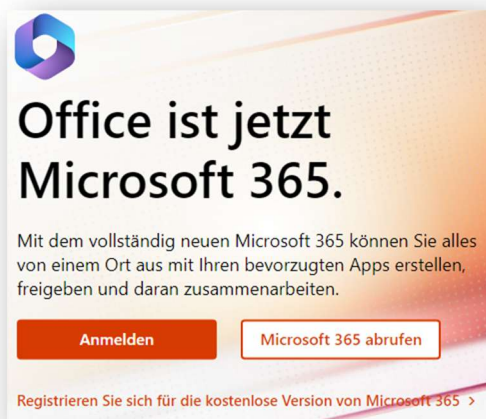 Office ist jetzt
Microsoft 365.
Mit dem vollständig neuen Microsoft 365 können Sie alles
von einem Ort aus mit Ihren bevorzugten Apps erstellen,
freigeben und daran zusammenarbeiten.
Anmelden
Microsoft 365 abrufen
Registrieren Sie sich für die kostenlose Version von Microsoft 365 >